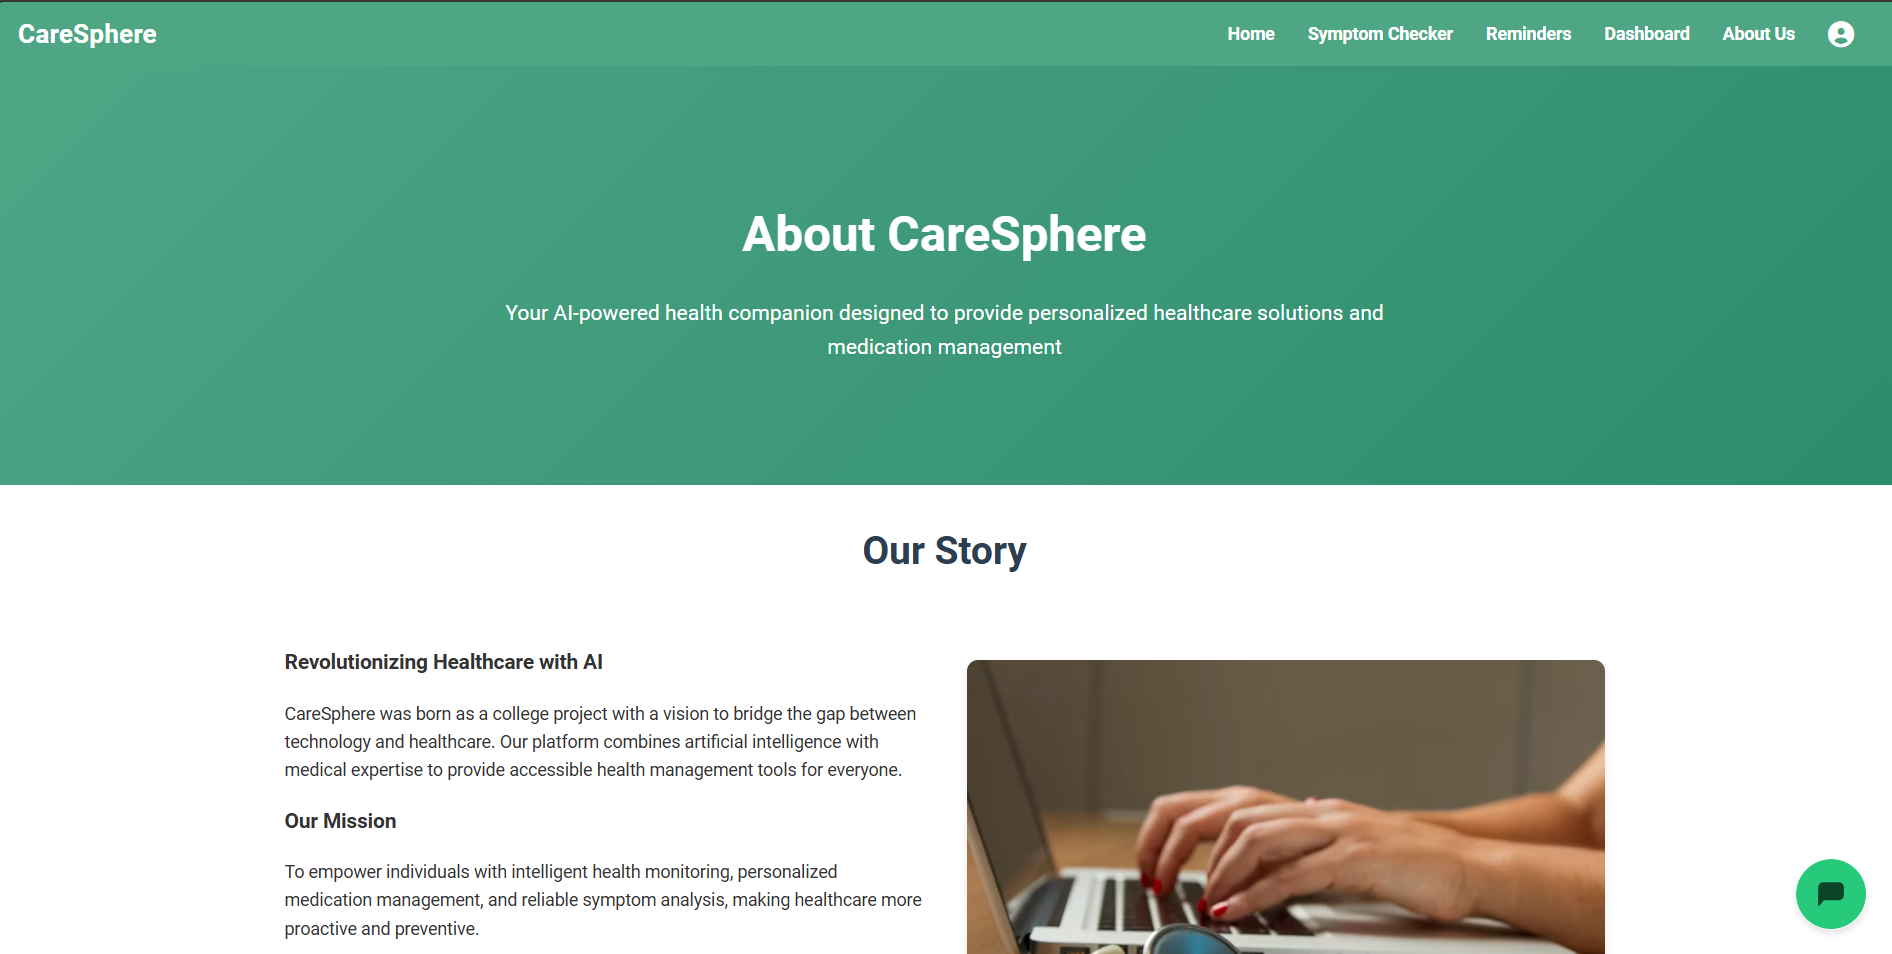 CareSphere
Home Symptom Checker Reminders Dashboard About Us
About CareSphere
Your AI-powered health companion designed to provide personalized healthcare solutions and
medication management
Our Story
Revolutionizing Healthcare with AI
CareSphere was born as a college project with a vision to bridge the gap between
technology and healthcare. Our platform combines artificial intelligence with
medical expertise to provide accessible health management tools for everyone.
Our Mission
To empower individuals with intelligent health monitoring, personalized
medication management, and reliable symptom analysis, making healthcare more
proactive and preventive.